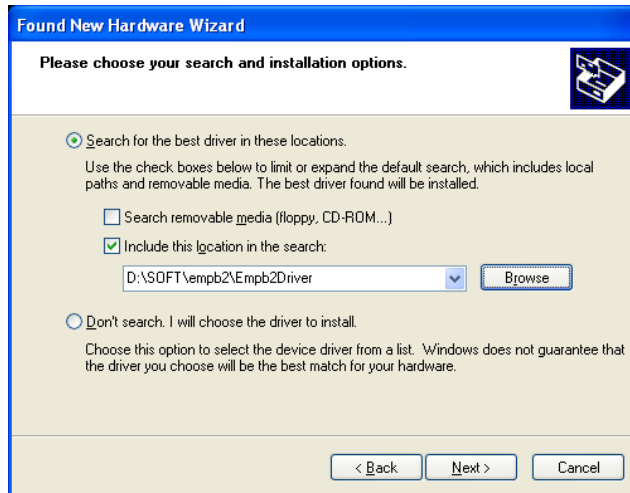 Found New Hardware Wizard
Please choose your search and installation options.
Search for the best driver in these locations.
Use the check boxes below to limit or expand the default search, which includes local
paths and removable media. The best driver found will be installed.
Search removable media (floppy, CD-ROM...)
Include this location in the search:
D:\SOFT\empb2\Empb2Driver
Browse
Don't search. I will choose the driver to install.
Choose this option to select the device driver from a list. Windows does not guarantee that
the driver you choose will be the best match for your hardware.
< Back
Next >
Cancel